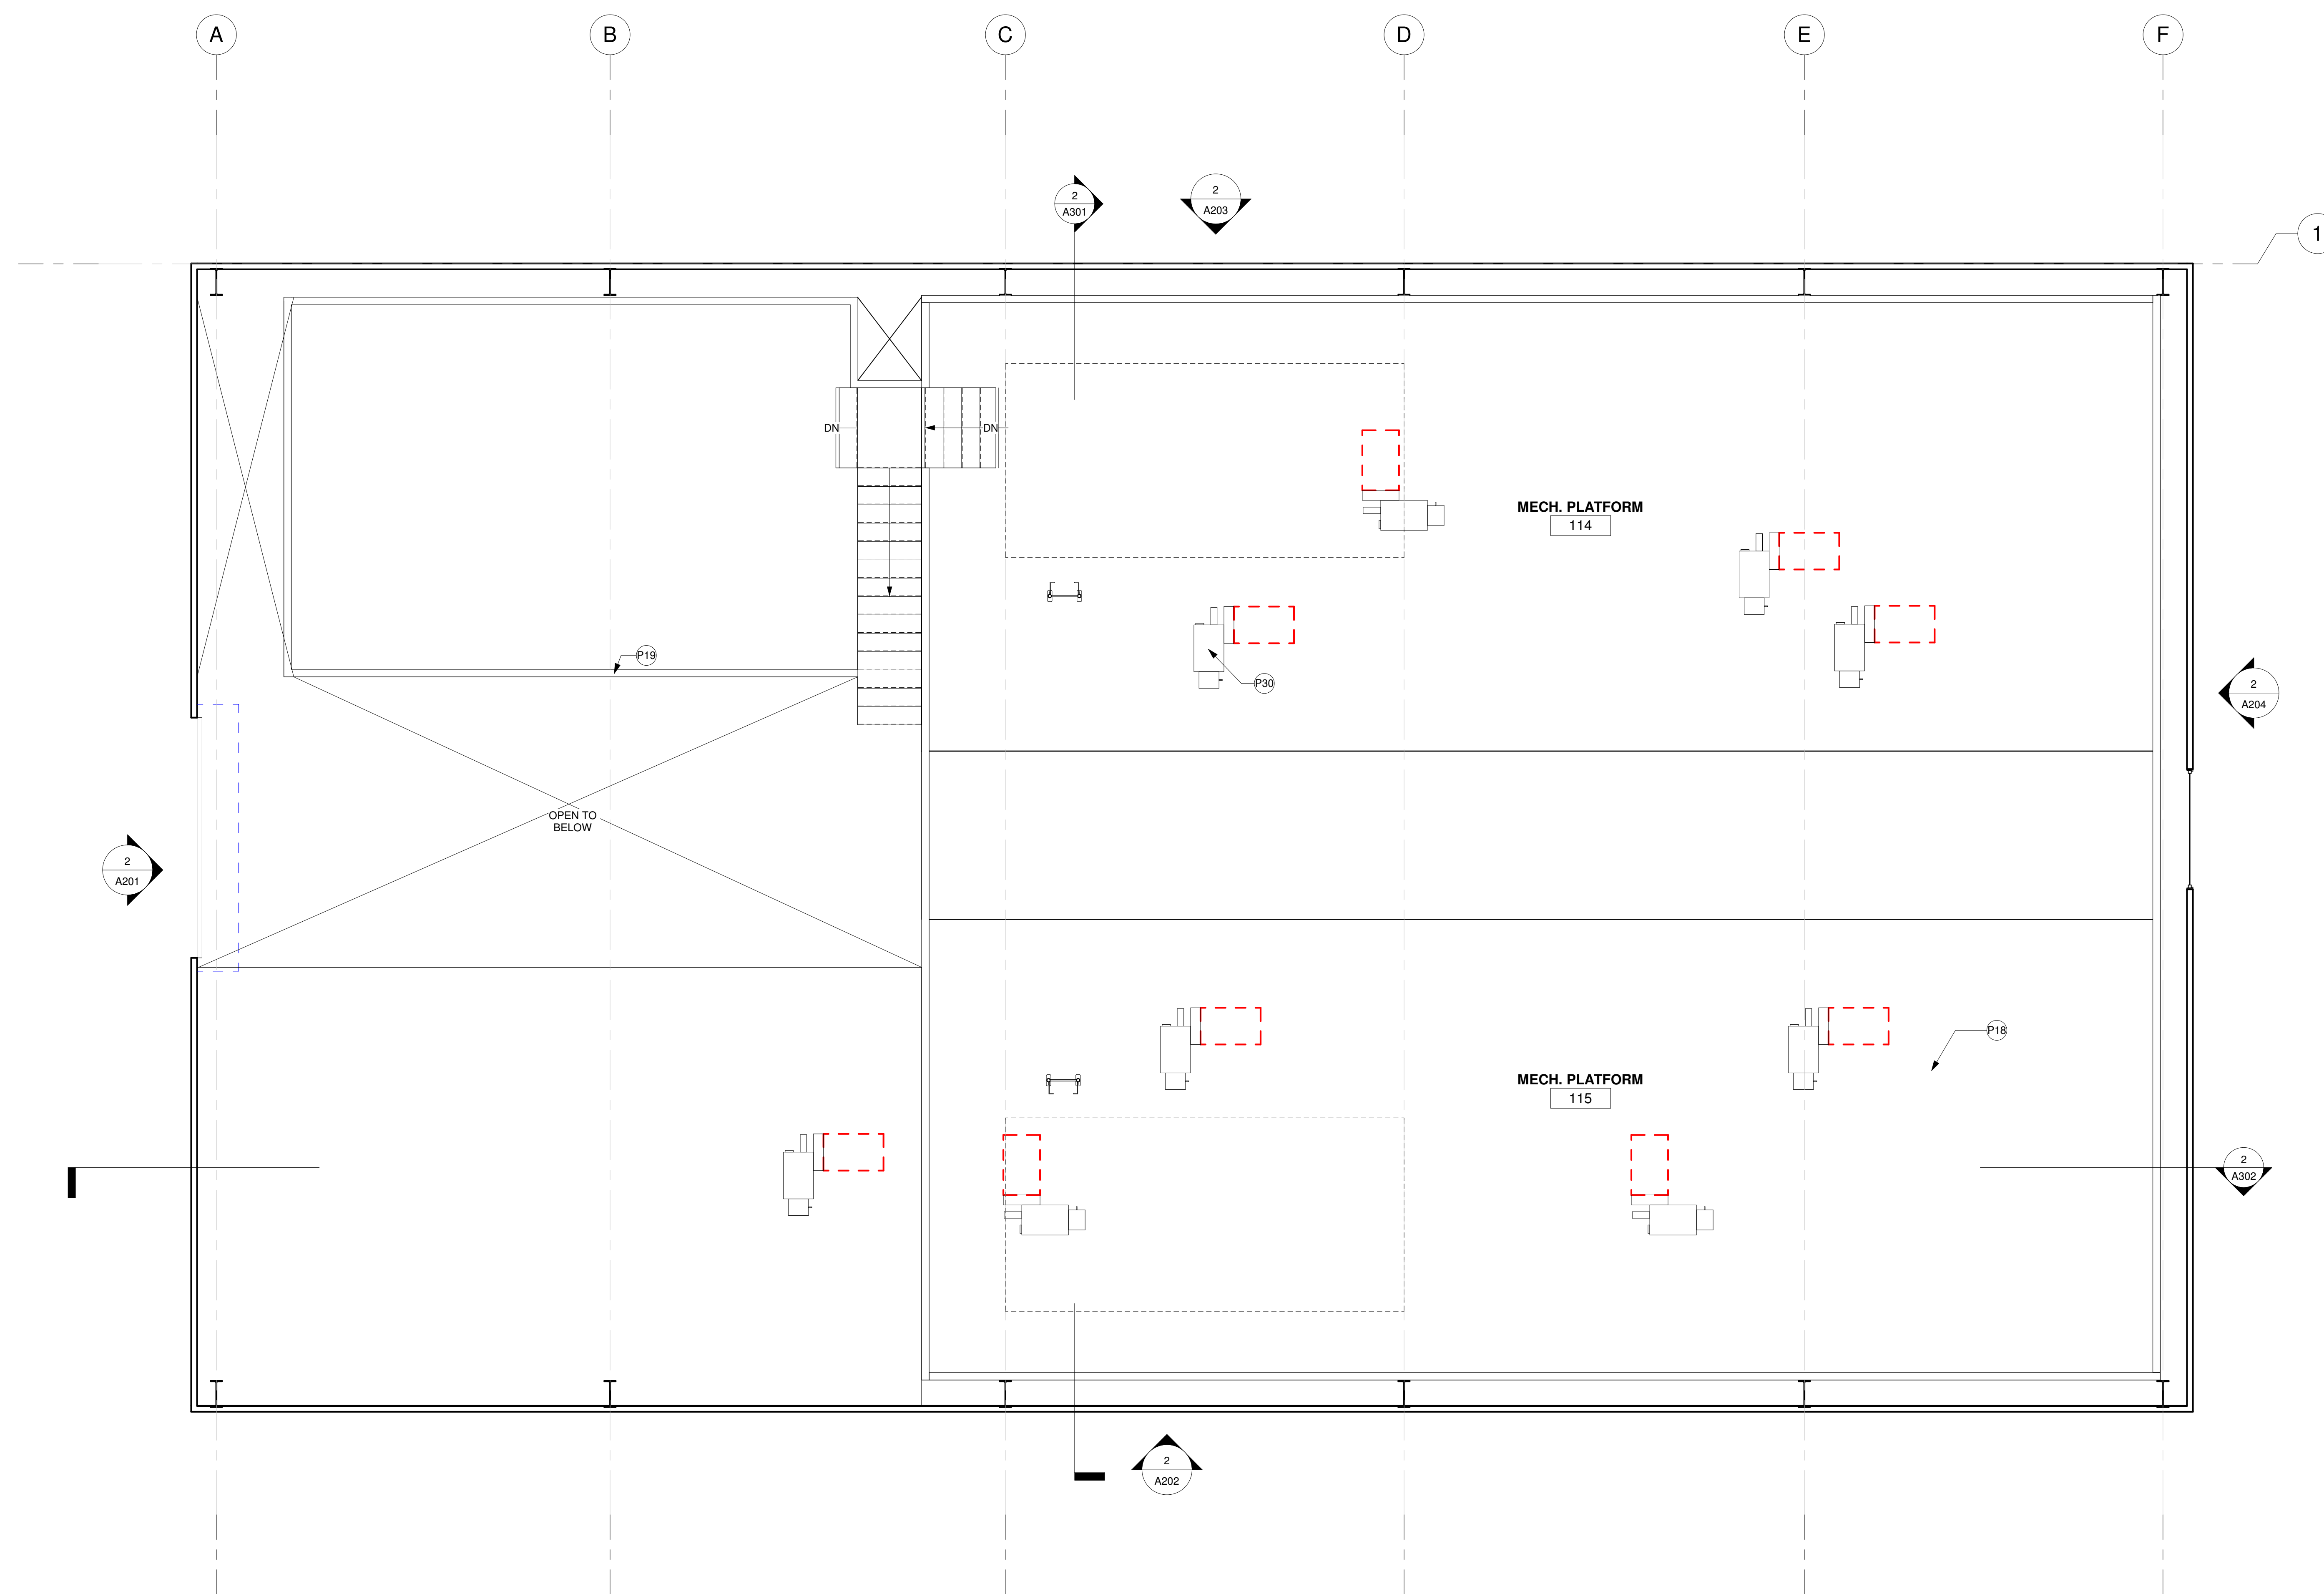 A
B
C
D
E
F
2
A301
2
A203
1
DN
DN
MECH. PLATFORM
114
P19
P30
2
A204
OPEN TO
BELOW
2
A201
P18
MECH. PLATFORM
115
2
A302
2
A202